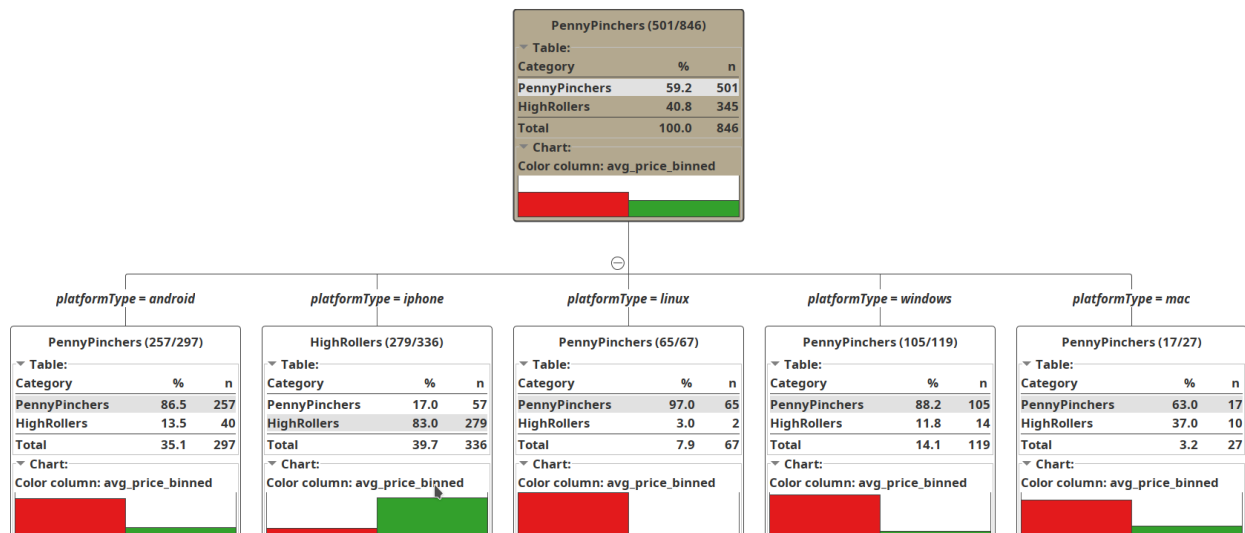 PennyPinchers (501/846)
Table:
Category % n
PennyPinchers 59.2 501
HighRollers 40.8 345
Total 100.0 846
Chart:
Color column: avg_price_binned
platformType = android
PennyPinchers (257/297)
Table:
Category % n
PennyPinchers 86.5 257
HighRollers 13.5 40
Total 35.1 297
Chart:
Color column: avg_price_binned
platformType = iphone
HighRollers (279/336)
Table:
Category % n
PennyPinchers 17.0 57
HighRollers 83.0 279
Total 39.7 336
Chart:
Color column: avg_price_binned
platformType = linux
PennyPinchers (65/67)
Table:
Category % n
PennyPinchers 97.0 65
HighRollers 3.0 2
Total 7.9 67
Chart:
Color column: avg_price_binned
platformType = windows
PennyPinchers (105/119)
Table:
Category % n
PennyPinchers 88.2 105
HighRollers 11.8 14
Total 14.1 119
Chart:
Color column: avg_price_binned
platformType = mac
PennyPinchers (17/27)
Table:
Category % n
PennyPinchers 63.0 17
HighRollers 37.0 10
Total 3.2 27
Chart:
Color column: avg_price_binned